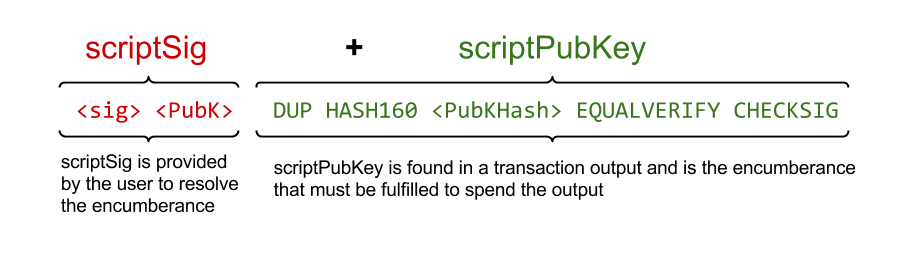 scriptSig + scriptPubKey
<sig> <PubK> DUP HASH160 <PubKHash> EQUALVERIFY CHECKSIG
scriptSig is provided
by the user to resolve
the encumberance
scriptPubKey is found in a transaction output and is the encumberance
that must be fulfilled to spend the output